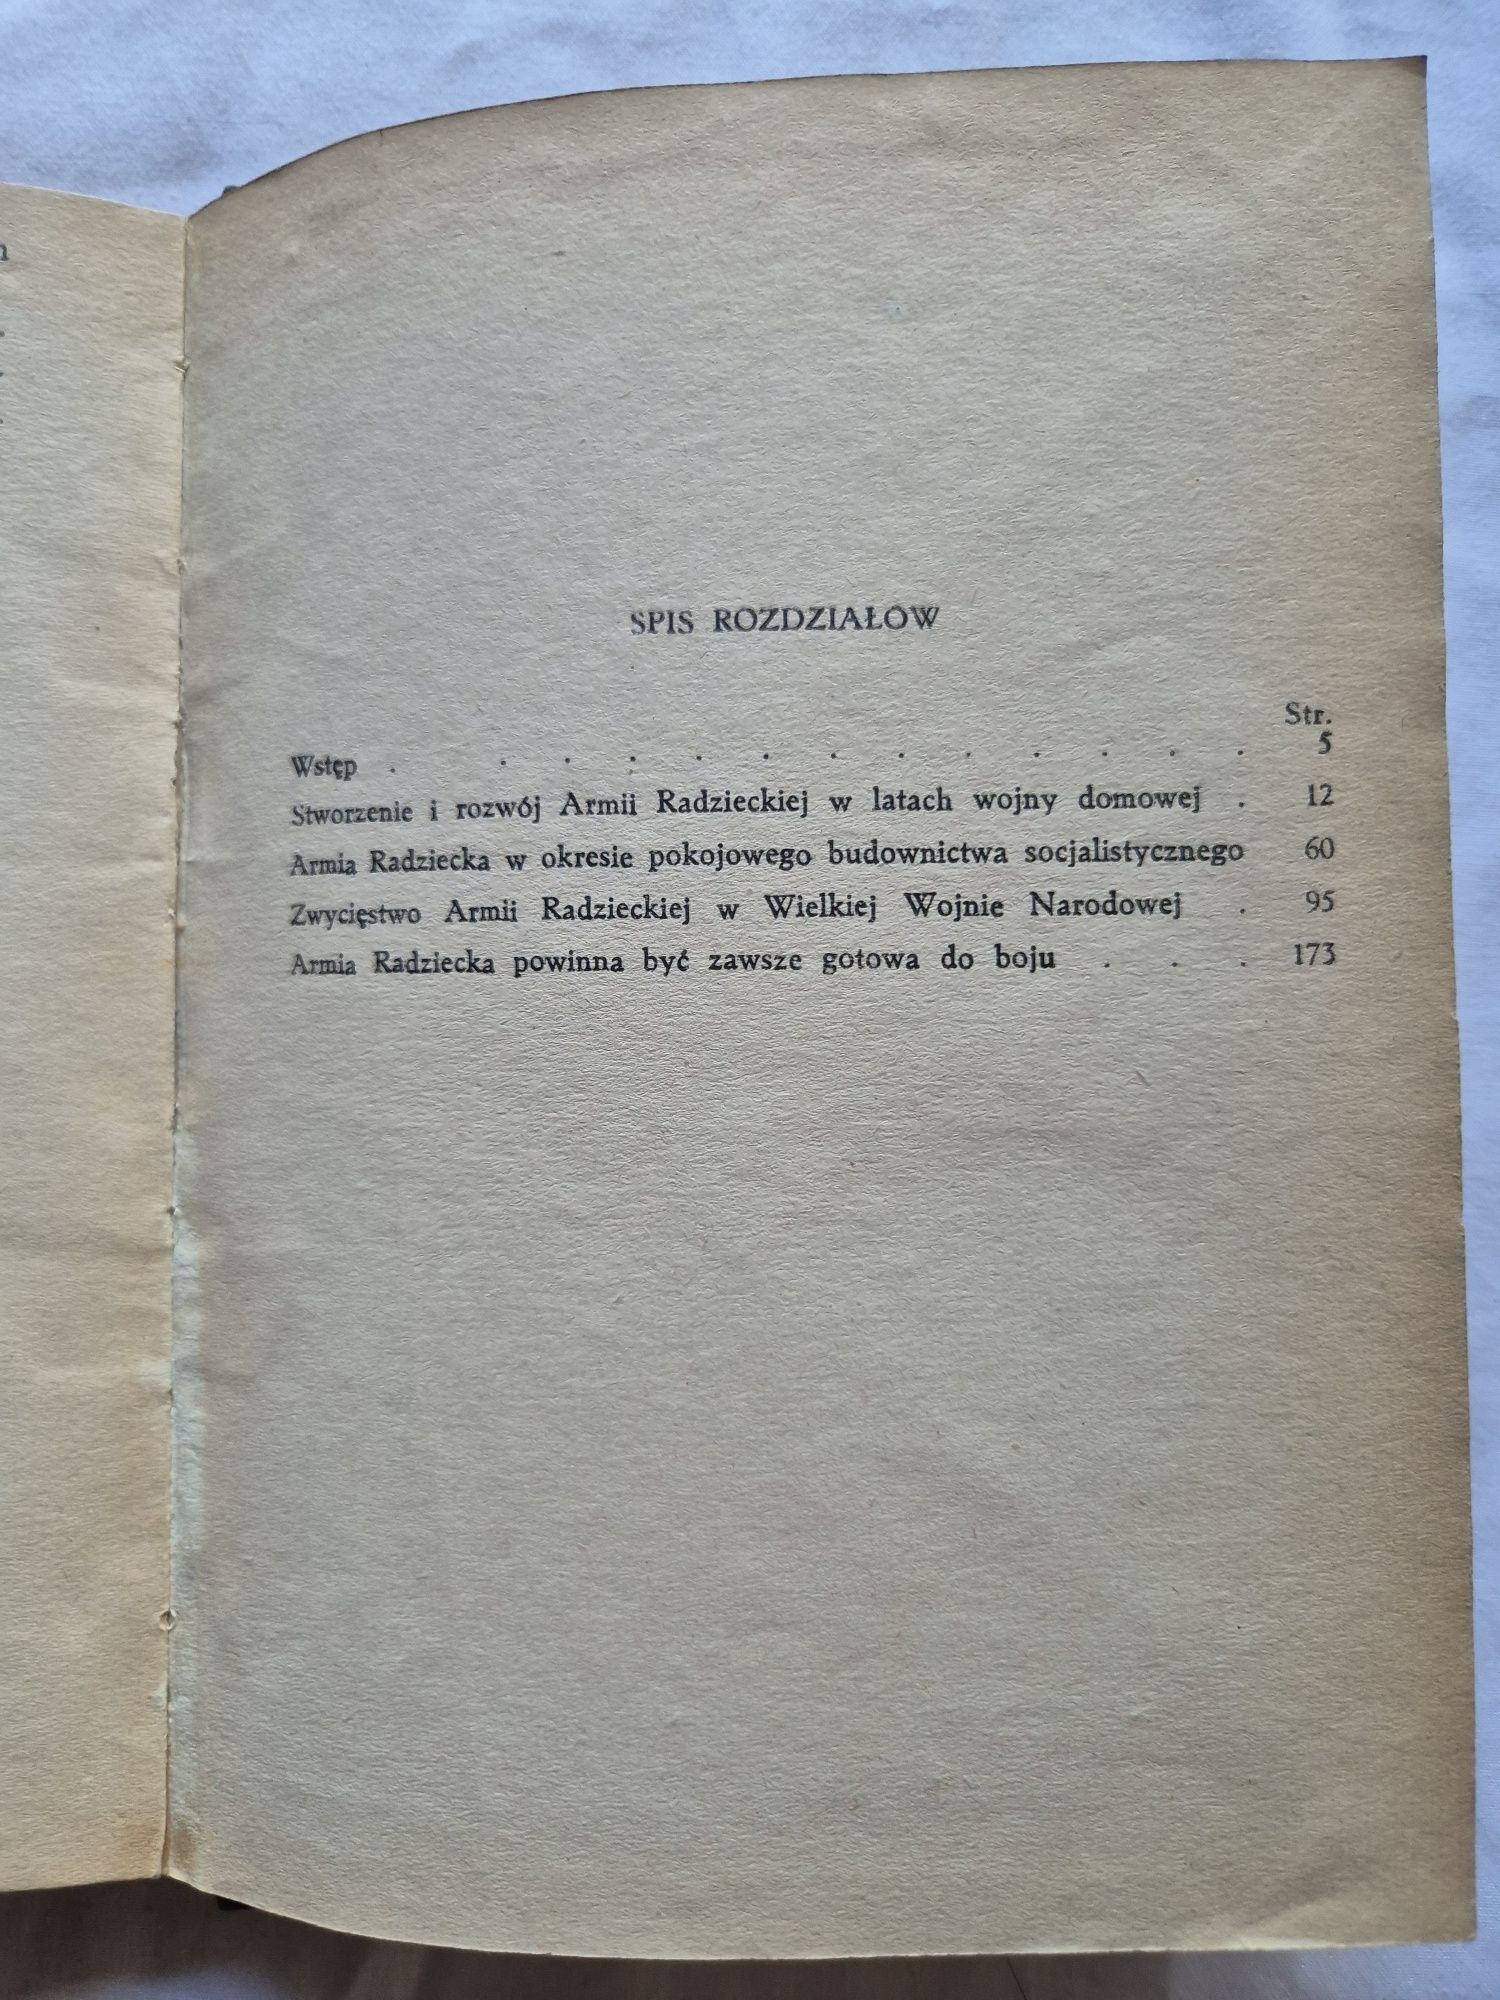 SPIS ROZDZIAŁOW
Str.
Wstęp . . . . . . . . . . . . . 5
Stworzenie i rozwój Armii Radzieckiej w latach wojny domowej . 12
Armia Radziecka w okresie pokojowego budownictwa socjalistycznego 60
Zwycięstwo Armii Radzieckiej w Wielkiej Wojnie Narodowej . 95
Armia Radziecka powinna być zawsze gotowa do boju . . . 173